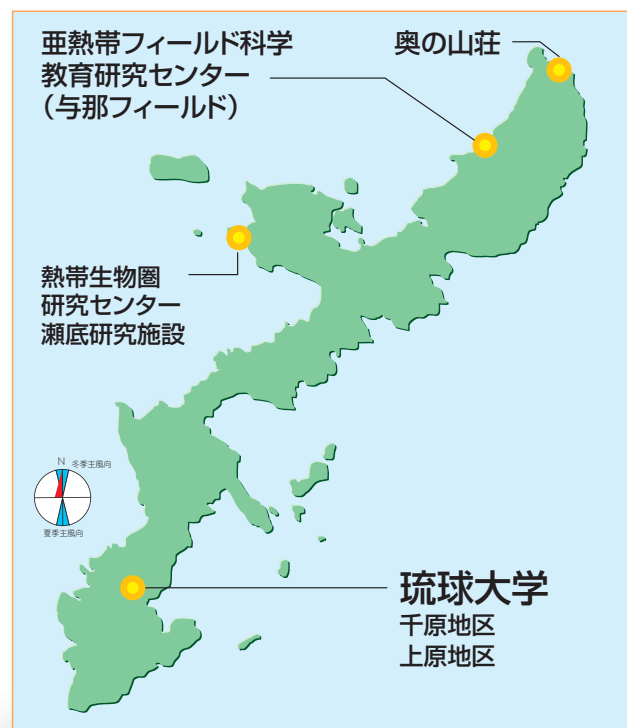 亜熱帯フィールド科学
教育研究センター
（与那フィールド）
奥の山荘
熱帯生物圏
研究センター
瀬底研究施設
N
冬季主風向
夏季主風向
琉球大学
千原地区
上原地区